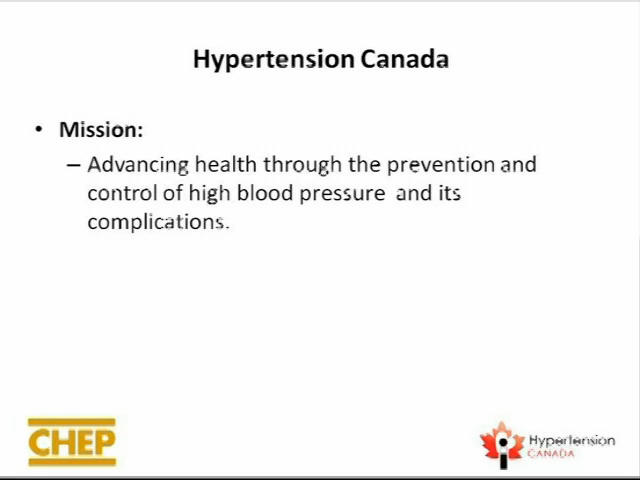 Hypertension Canada
• Mission:
– Advancing health through the prevention and
control of high blood pressure and its
complications.
CHEP
Hypertension
CANADA